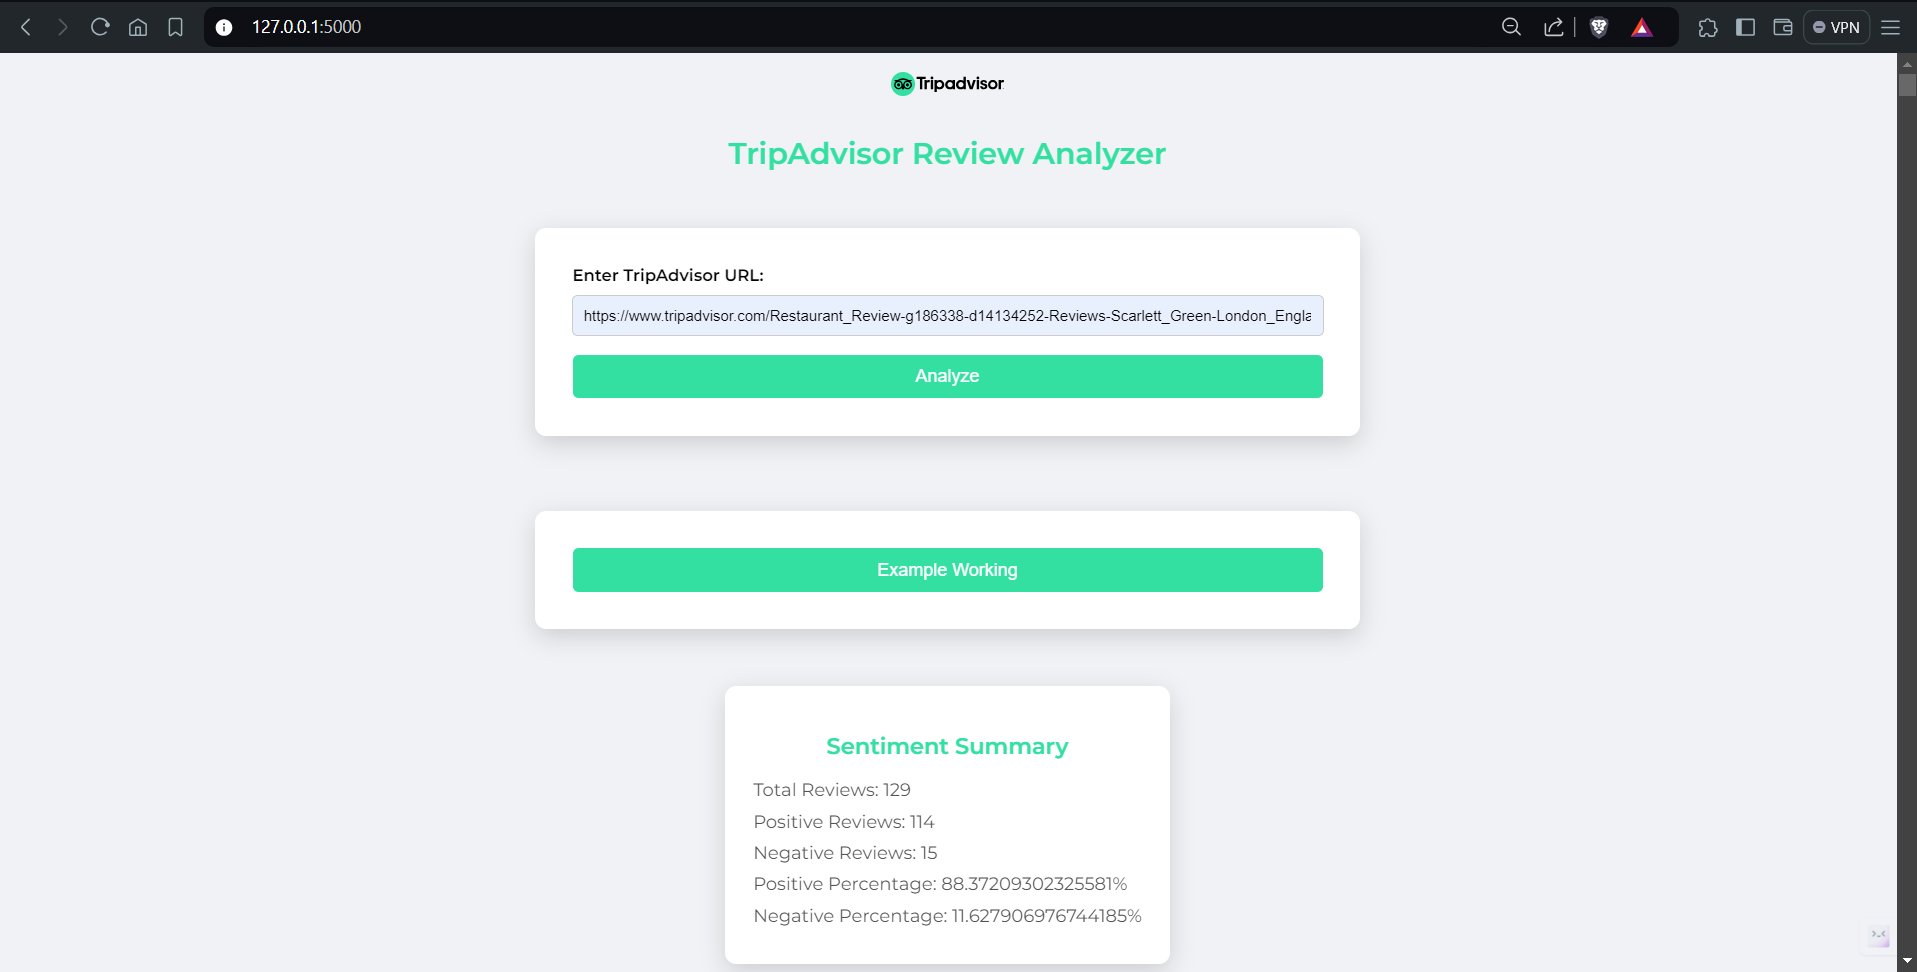 127.0.0.1:5000
VPN
Tripadvisor
TripAdvisor Review Analyzer
Enter TripAdvisor URL:
https://www.tripadvisor.com/Restaurant_Review-g186338-d14134252-Reviews-Scarlett_Green-London_Engla
Analyze
Example Working
Sentiment Summary
Total Reviews: 129
Positive Reviews: 114
Negative Reviews: 15
Positive Percentage: 88.37209302325581%
Negative Percentage: 11.627906976744185%